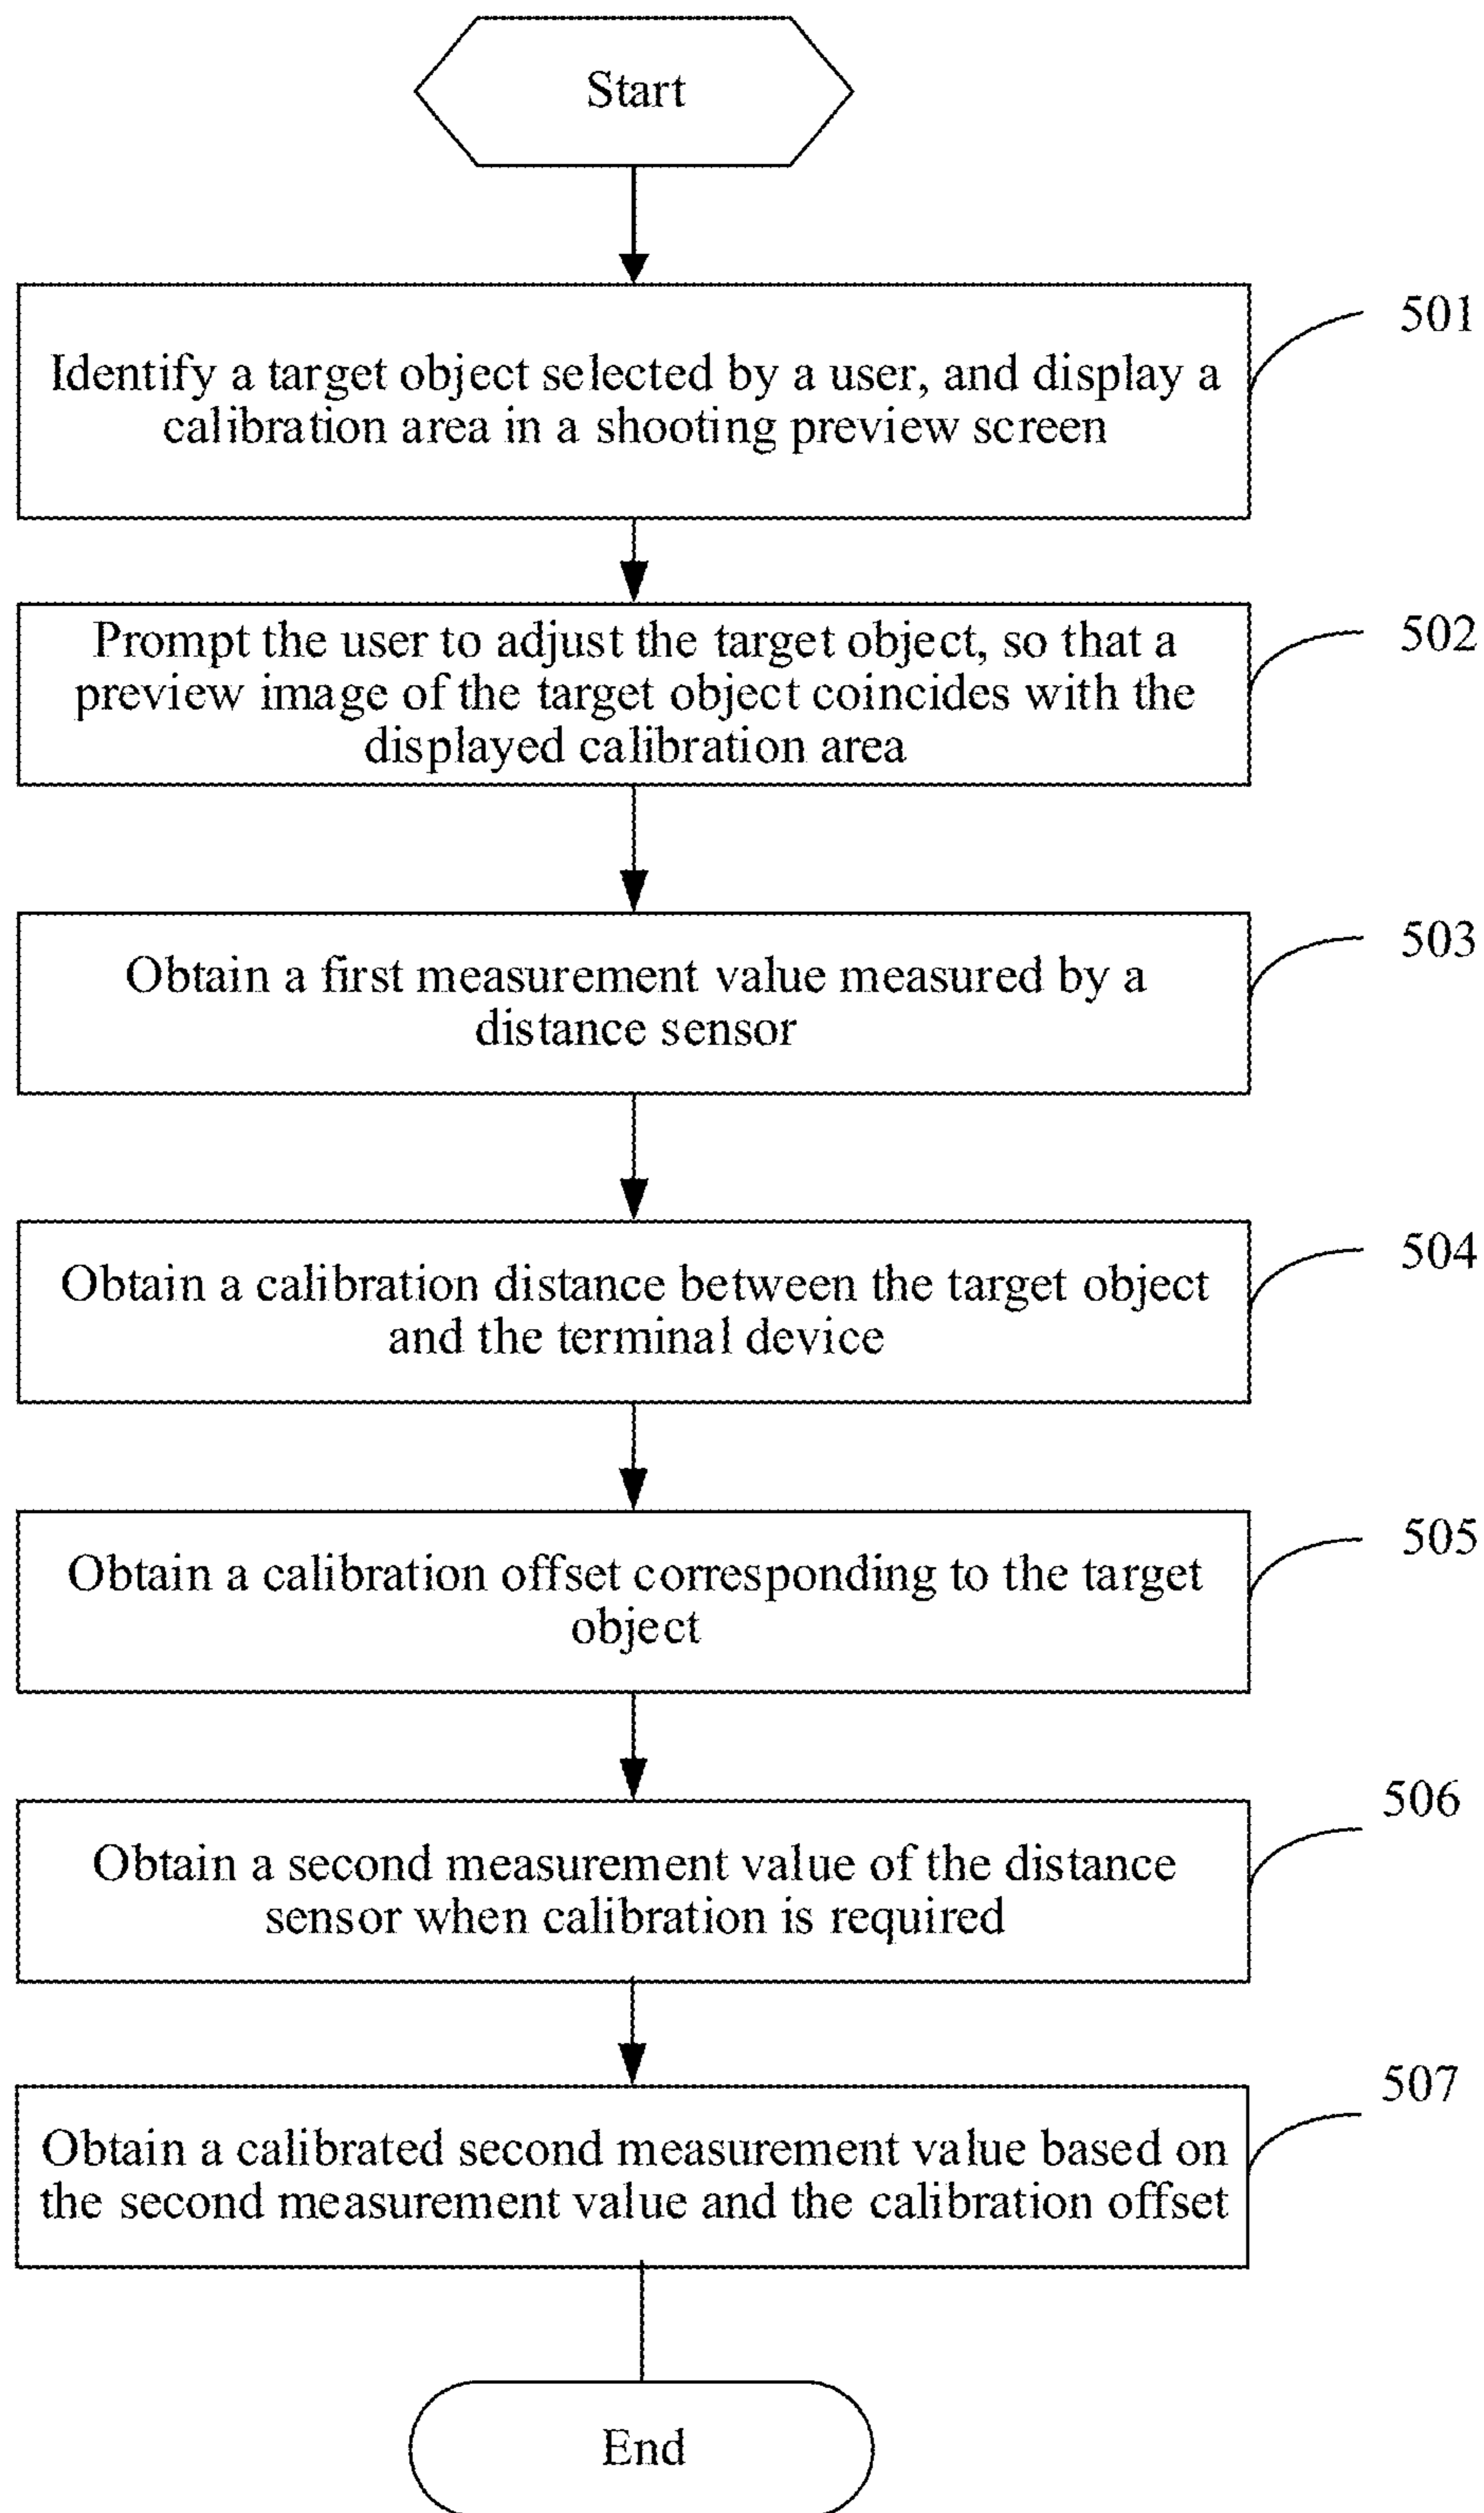 Start
501
Identify a target object selected by a user, and display a
calibration area in a shooting preview screen
502
Prompt the user to adjust the target object, so that a
preview image of the target object coincides with the
displayed calibration area
503
Obtain a first measurement value measured by a
distance sensor
504
Obtain a calibration distance between the target object
and the terminal device
505
Obtain a calibration offset corresponding to the target
object
506
Obtain a second measurement value of the distance
sensor when calibration is required
507
Obtain a calibrated second measurement value based on
the second measurement value and the calibration offset
End